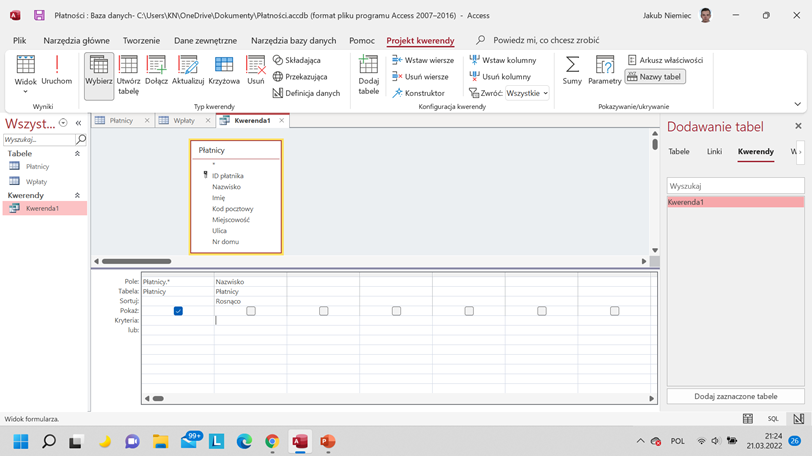 Płatności : Baza danych- C:\Users\KN\OneDrive\Dokumenty\Płatności.accdb (format pliku programu Access 2007–2016) - Access
Jakub Niemiec
Plik
Narzędzia główne
Tworzenie
Dane zewnętrzne
Narzędzia bazy danych
Pomoc
Projekt kwerendy
Powiedz mi, co chcesz zrobić
Widok
Uruchom
Wyniki
Wybierz
Utwórz tabelę
Dołącz
Aktualizuj
Krzyżowa
Usuń
Składająca
Przekazująca
Definicja danych
Typ kwerendy
Dodaj tabele
Wstaw wiersze
Usuń wiersze
Konstruktor
Wstaw kolumny
Usuń kolumny
Zwróć: Wszystkie
Konfiguracja kwerendy
Sumy
Parametry
Arkusz właściwości
Nazwy tabel
Pokazywanie/ukrywanie
Wszyst...
Wyszukaj...
Tabele
Płatnicy
Wpłaty
Kwerendy
Kwerenda1
Płatnicy
Wpłaty
Kwerenda1
Płatnicy
*
ID płatnika
Nazwisko
Imię
Kod pocztowy
Miejscowość
Ulica
Nr domu
Pole: Płatnicy.* Nazwisko
Tabela: Płatnicy Płatnicy
Sortuj: Rosnąco
Pokaż:
Kryteria:
lub:
Dodawanie tabel
Tabele
Linki
Kwerendy
W
Wyszukaj
Kwerenda1
Dodaj zaznaczone tabele
Widok formularza.
SQL
99+
POL
21:24
21.03.2022
26